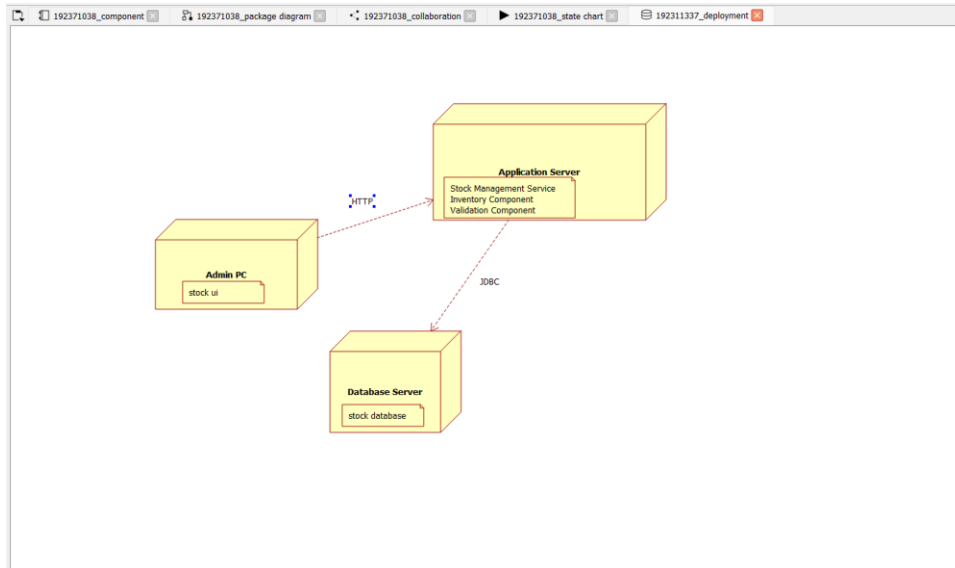 192371038_component
192371038_package diagram
192371038_collaboration
192371038_state chart
192311337_deployment
Application Server
Stock Management Service
Inventory Component
Validation Component
HTTP
Admin PC
stock ui
JDBC
Database Server
stock database